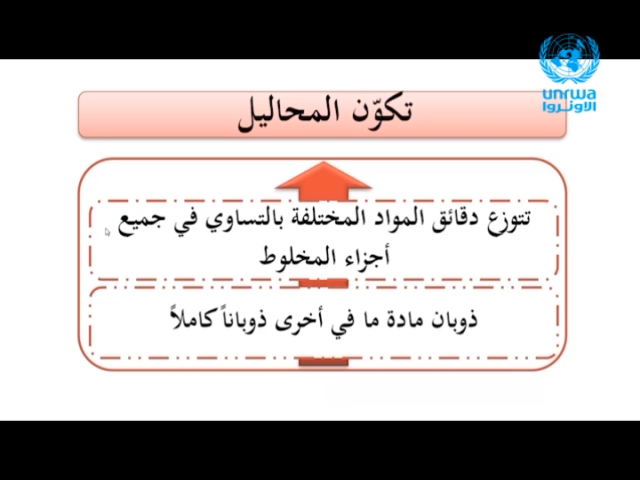 unrwa
الاونروا
تكوّن المحاليل
تتوزع دقائق المواد المختلفة بالتساوي في جميع
أجزاء المخلوط
ذوبان مادة ما في أخرى ذوباناً كاملاً